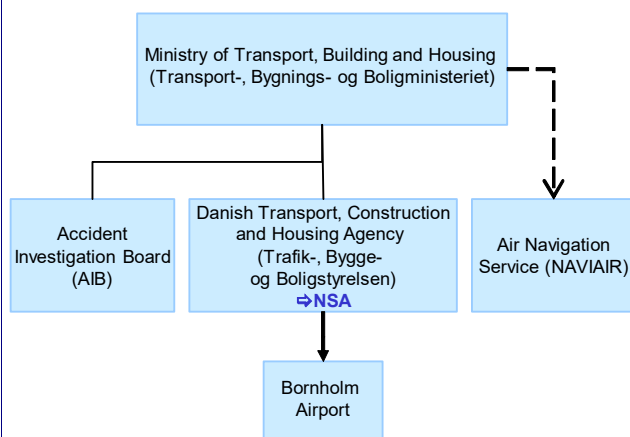 Ministry of Transport, Building and Housing
(Transport-, Bygnings- og Boligministeriet)
Accident
Investigation Board
(AIB)
Danish Transport, Construction
and Housing Agency
(Trafik-, Bygge-
og Boligstyrelsen)
⇨NSA
Air Navigation
Service (NAVIAIR)
Bornholm
Airport